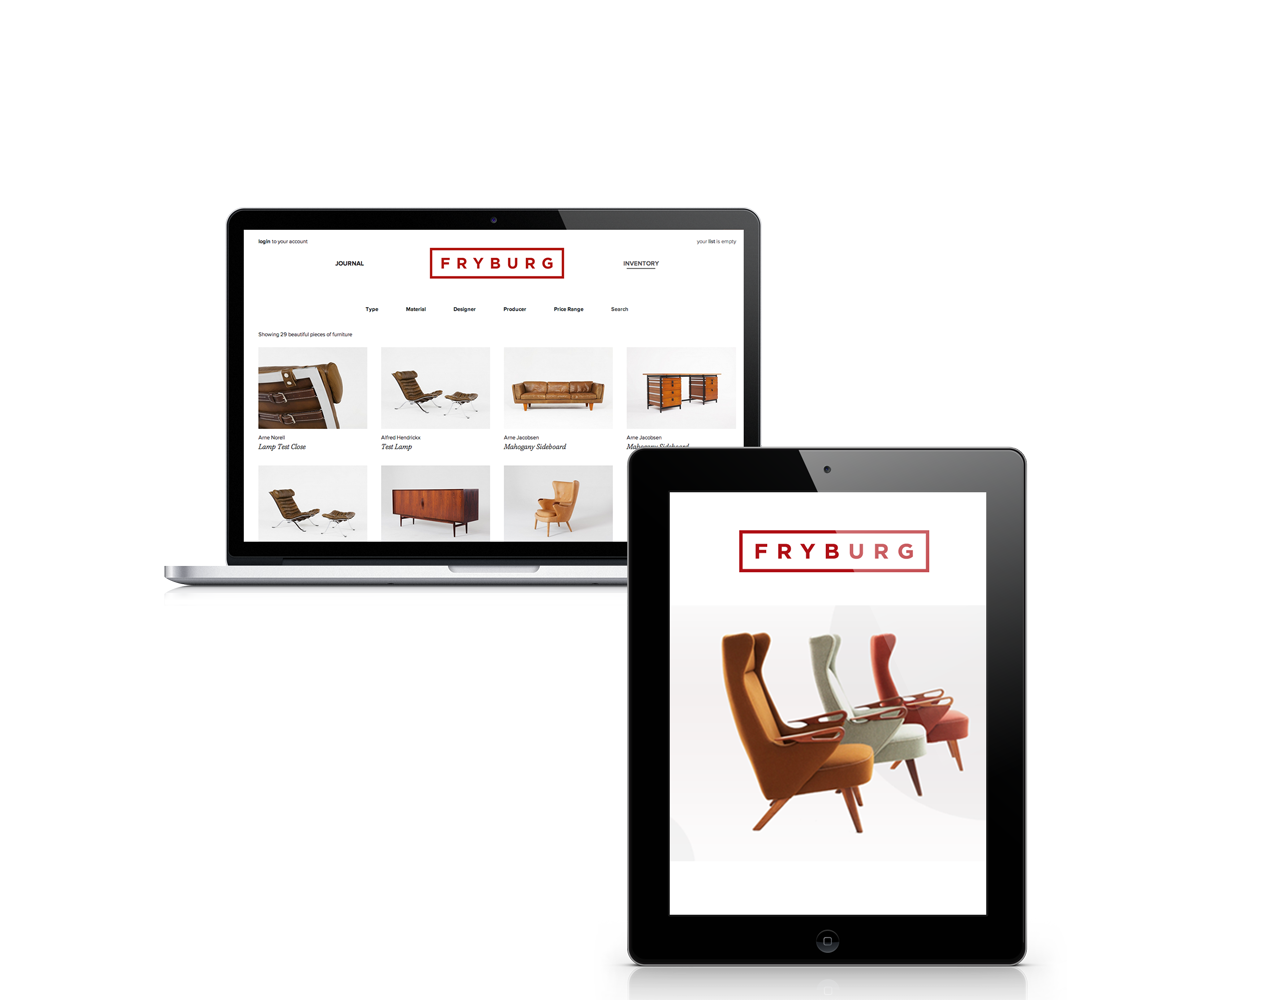 login to your account
your list is empty
JOURNAL
FRYBURG
INVENTORY
Type Material Designer Producer Price Range Search
Showing 29 beautiful pieces of furniture
Arne Norell
Lamp Test Close
Alfred Hendrickx
Test Lamp
Arne Jacobsen
Mahogany Sideboard
Arne Jacobsen
Mahogany Sideboard
FRYBURG